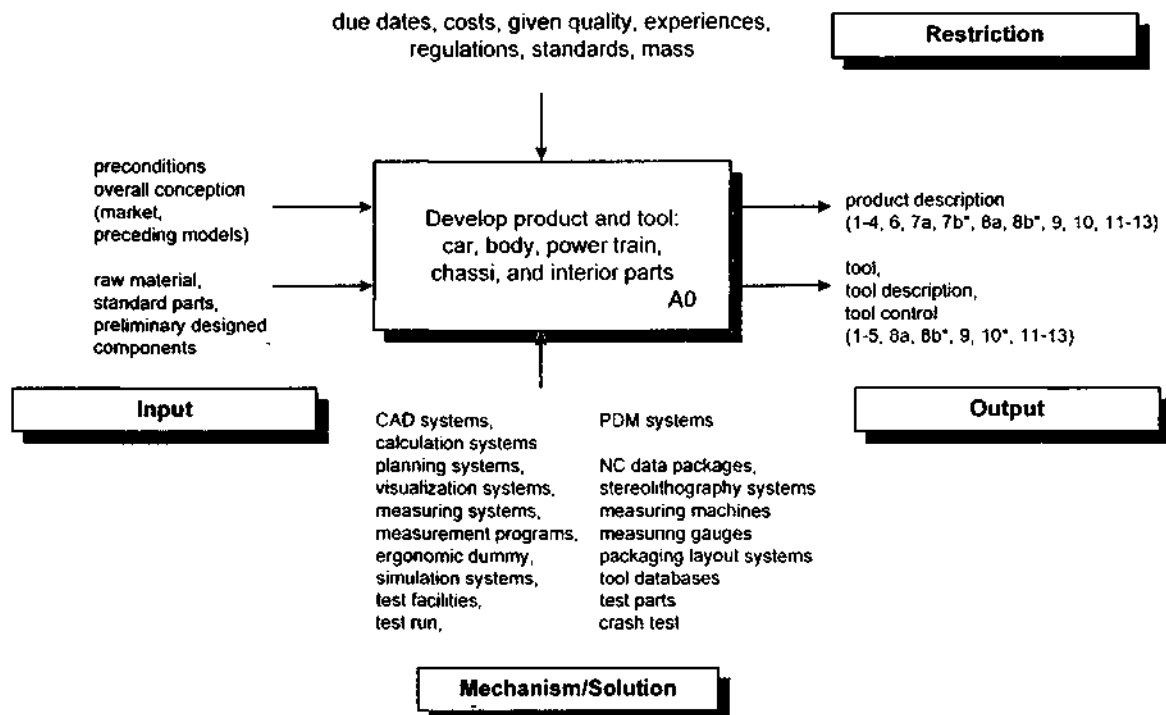 due dates, costs, given quality, experiences,
regulations, standards, mass
Restriction
preconditions
overall conception
(market,
preceding models)
raw material,
standard parts,
preliminary designed
components
Input
Develop product and tool:
car, body, power train,
chassi, and interior parts
A0
product description
(1-4, 6, 7a, 7b*, 8a, 8b*, 9, 10, 11-13)
tool,
tool description,
tool control
(1-5, 8a, 8b*, 9, 10*, 11-13)
Output
CAD systems,
calculation systems
planning systems,
visualization systems,
measuring systems,
measurement programs,
ergonomic dummy,
simulation systems,
test facilities,
test run,
PDM systems
NC data packages,
stereolithography systems
measuring machines
measuring gauges
packaging layout systems
tool databases
test parts
crash test
Mechanism/Solution